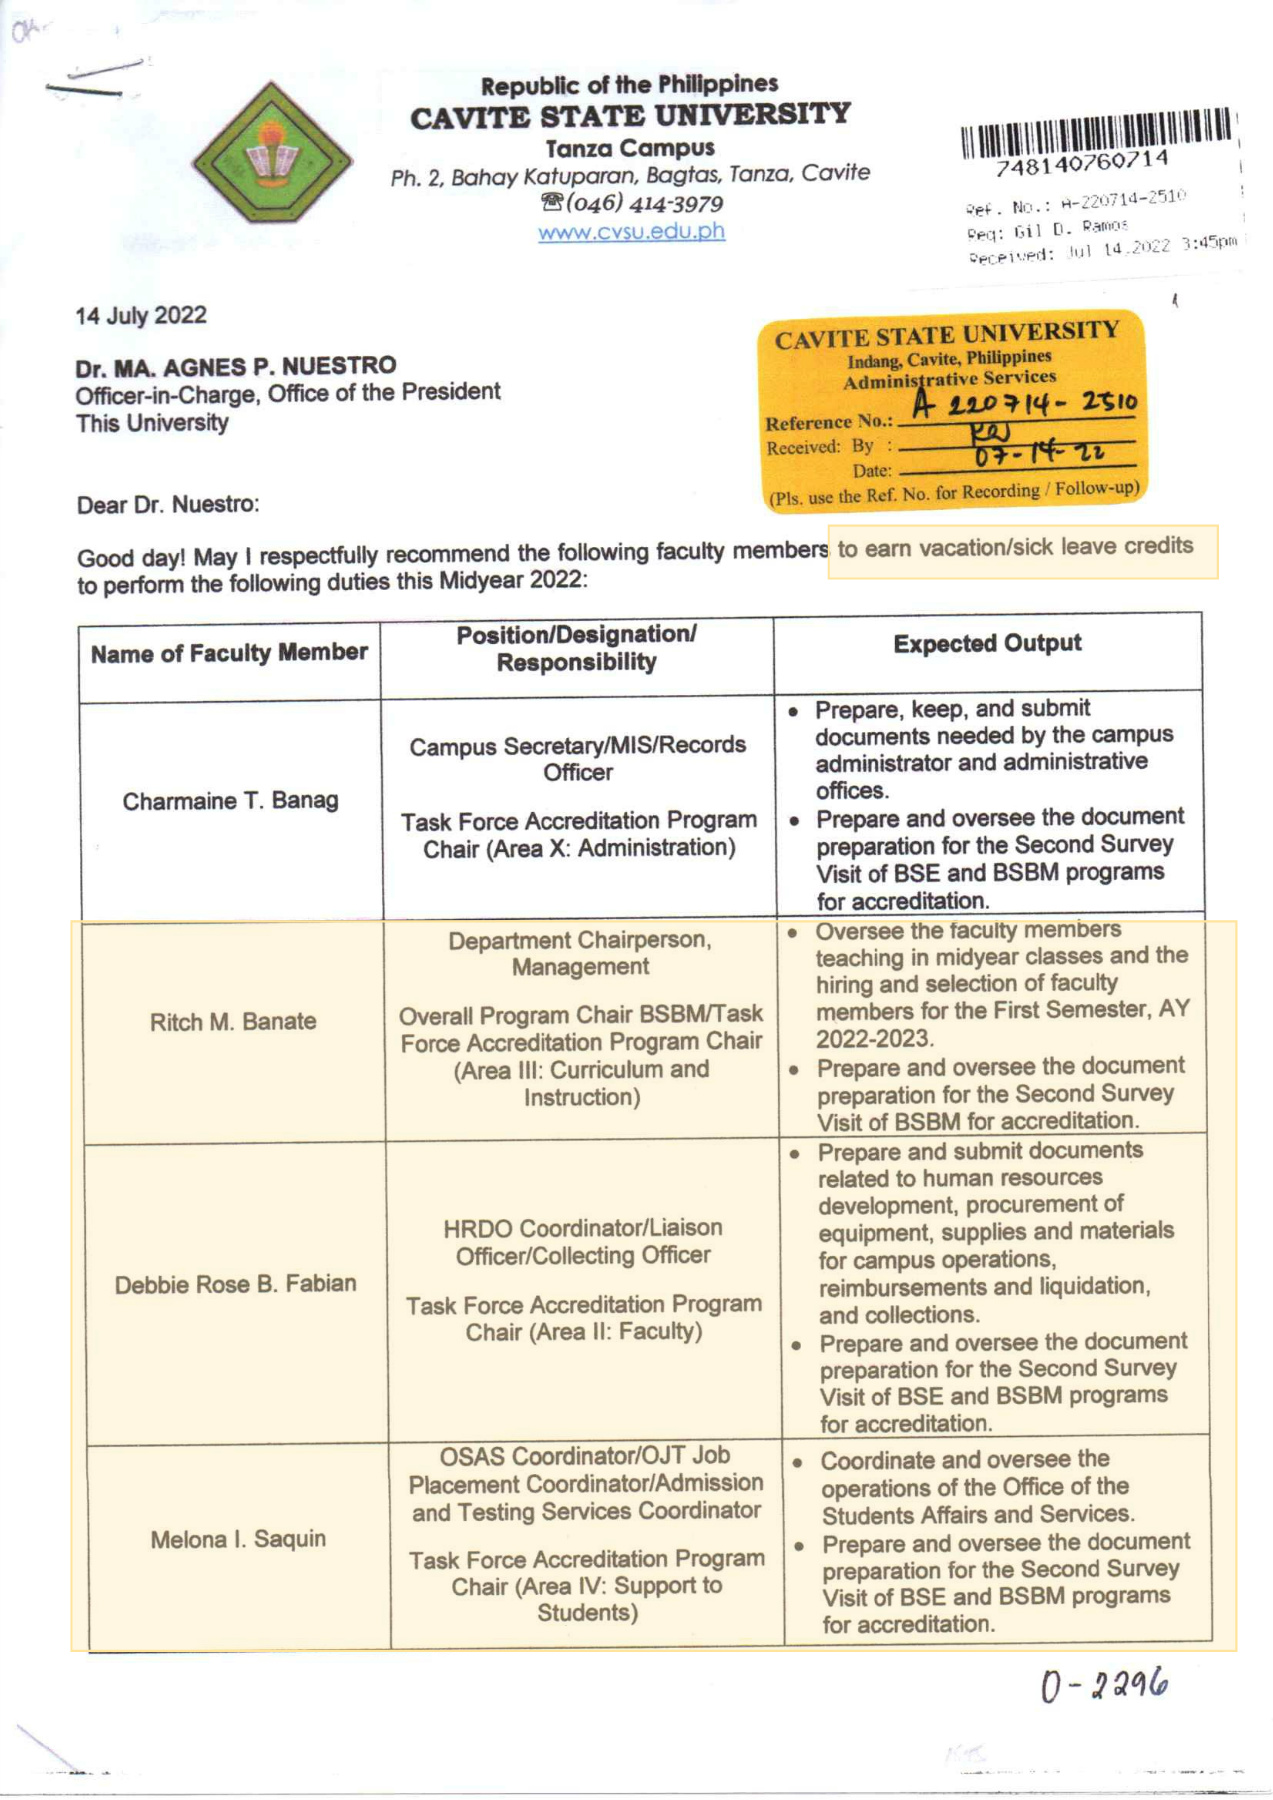 Republic of the Philippines
CAVITE STATE UNIVERSITY
Tanza Campus
Ph. 2, Bahay Katuparan, Bagtas, Tanza, Cavite
☎(046) 414-3979
www.cvsu.edu.ph
748140760714
Ref. No.: A-220714-2510
Req: Gil D. Ramos
Received: Jul 14,2022 3:45pm
14 July 2022
Dr. MA. AGNES P. NUESTRO
Officer-in-Charge, Office of the President
This University
CAVITE STATE UNIVERSITY
Indang, Cavite, Philippines
Administrative Services
Reference No.: A 220714-2510
Received: By :
Date: 07-14-22
(Pls. use the Ref. No. for Recording / Follow-up)
Dear Dr. Nuestro:
Good day! May I respectfully recommend the following faculty members to earn vacation/sick leave credits
to perform the following duties this Midyear 2022:
Name of Faculty Member
Position/Designation/
Responsibility
Expected Output
Charmaine T. Banag
Campus Secretary/MIS/Records
Officer
Task Force Accreditation Program
Chair (Area X: Administration)
• Prepare, keep, and submit
documents needed by the campus
administrator and administrative
offices.
• Prepare and oversee the document
preparation for the Second Survey
Visit of BSE and BSBM programs
for accreditation.
Ritch M. Banate
Department Chairperson,
Management
Overall Program Chair BSBM/Task
Force Accreditation Program Chair
(Area III: Curriculum and
Instruction)
• Oversee the faculty members
teaching in midyear classes and the
hiring and selection of faculty
members for the First Semester, AY
2022-2023.
• Prepare and oversee the document
preparation for the Second Survey
Visit of BSBM for accreditation.
Debbie Rose B. Fabian
HRDO Coordinator/Liaison
Officer/Collecting Officer
Task Force Accreditation Program
Chair (Area II: Faculty)
• Prepare and submit documents
related to human resources
development, procurement of
equipment, supplies and materials
for campus operations,
reimbursements and liquidation,
and collections.
• Prepare and oversee the document
preparation for the Second Survey
Visit of BSE and BSBM programs
for accreditation.
Melona I. Saquin
OSAS Coordinator/OJT Job
Placement Coordinator/Admission
and Testing Services Coordinator
Task Force Accreditation Program
Chair (Area IV: Support to
Students)
• Coordinate and oversee the
operations of the Office of the
Students Affairs and Services.
• Prepare and oversee the document
preparation for the Second Survey
Visit of BSE and BSBM programs
for accreditation.
0-2296